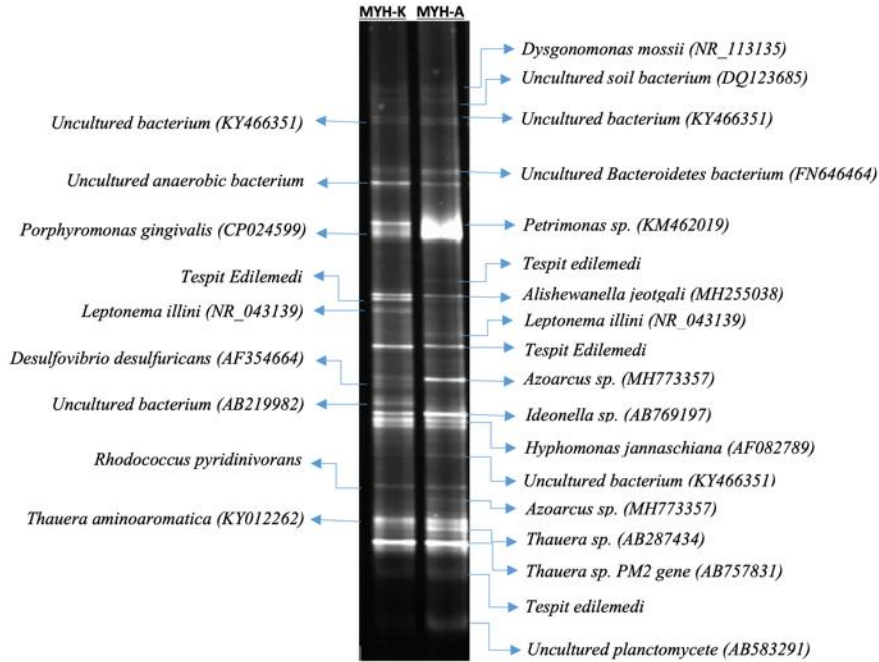 MYH-K MYH-A
Dysgonomonas mossii (NR_113135)
Uncultured soil bacterium (DQ123685)
Uncultured bacterium (KY466351)
Uncultured bacterium (KY466351)
Uncultured Bacteroidetes bacterium (FN646464)
Uncultured anaerobic bacterium
Petrimonas sp. (KM462019)
Porphyromonas gingivalis (CP024599)
Tespit edilemedi
Tespit Edilemedi
Alishewanella jeotgali (MH255038)
Leptonema illini (NR_043139)
Leptonema illini (NR_043139)
Tespit Edilemedi
Desulfovibrio desulfuricans (AF354664)
Azoarcus sp. (MH773357)
Uncultured bacterium (AB219982)
Ideonella sp. (AB769197)
Hyphomonas jannaschiana (AF082789)
Rhodococcus pyridinivorans
Uncultured bacterium (KY466351)
Azoarcus sp. (MH773357)
Thauera aminoaromatica (KY012262)
Thauera sp. (AB287434)
Thauera sp. PM2 gene (AB757831)
Tespit edilemedi
Uncultured planctomycete (AB583291)